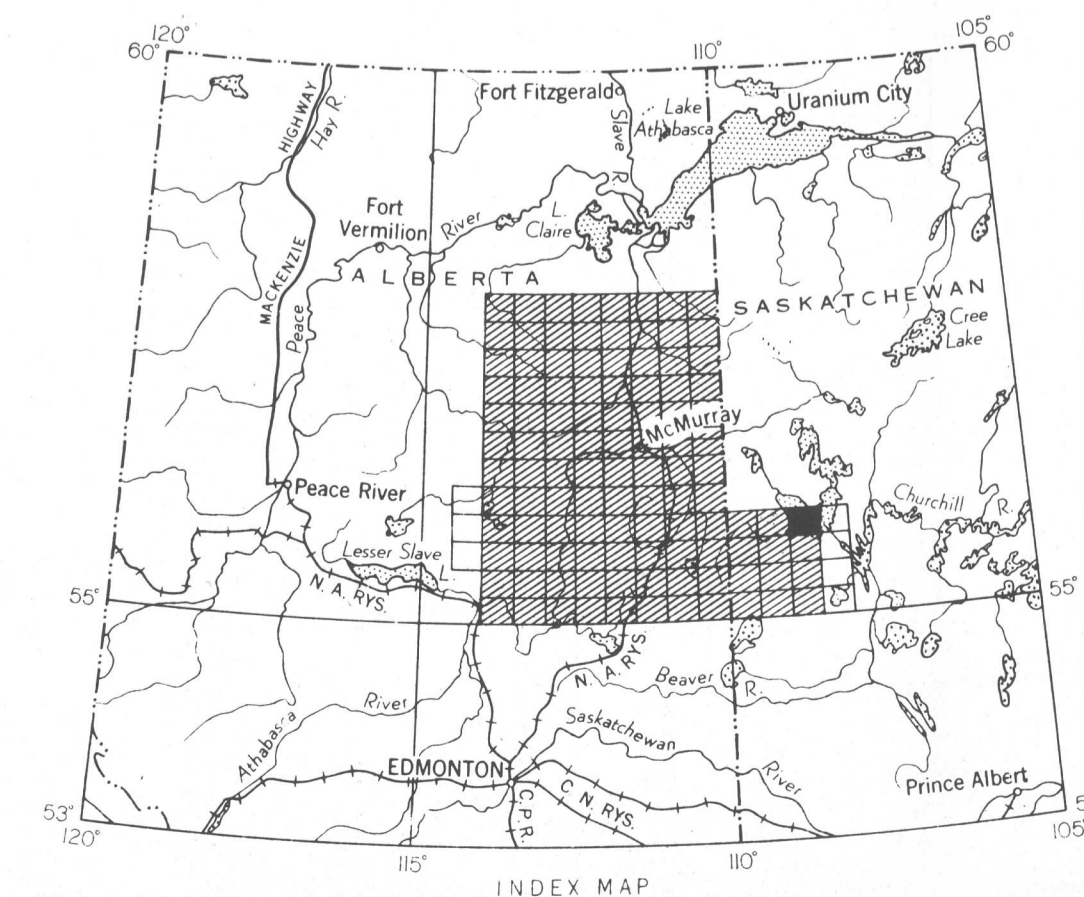 120°
60°
105°
60°
110°
HIGHWAY
Hay R.
MACKENZIE
Fort Fitzgerald
Slave R.
Lake
Athabasca
Uranium City
Fort
Vermilion
River
Peace
L.
Claire
ALBERTA
SASKATCHEWAN
Cree
Lake
McMurray
Peace River
Lesser Slave
L.
Churchill
R.
N. A. RYS.
55°
55°
N. A. RYS.
Beaver
R.
Athabasca
River
Saskatchewan
River
EDMONTON
C. N. RYS.
C.P.R.
Prince Albert
53°
120°
115°
110°
5
105°
INDEX MAP